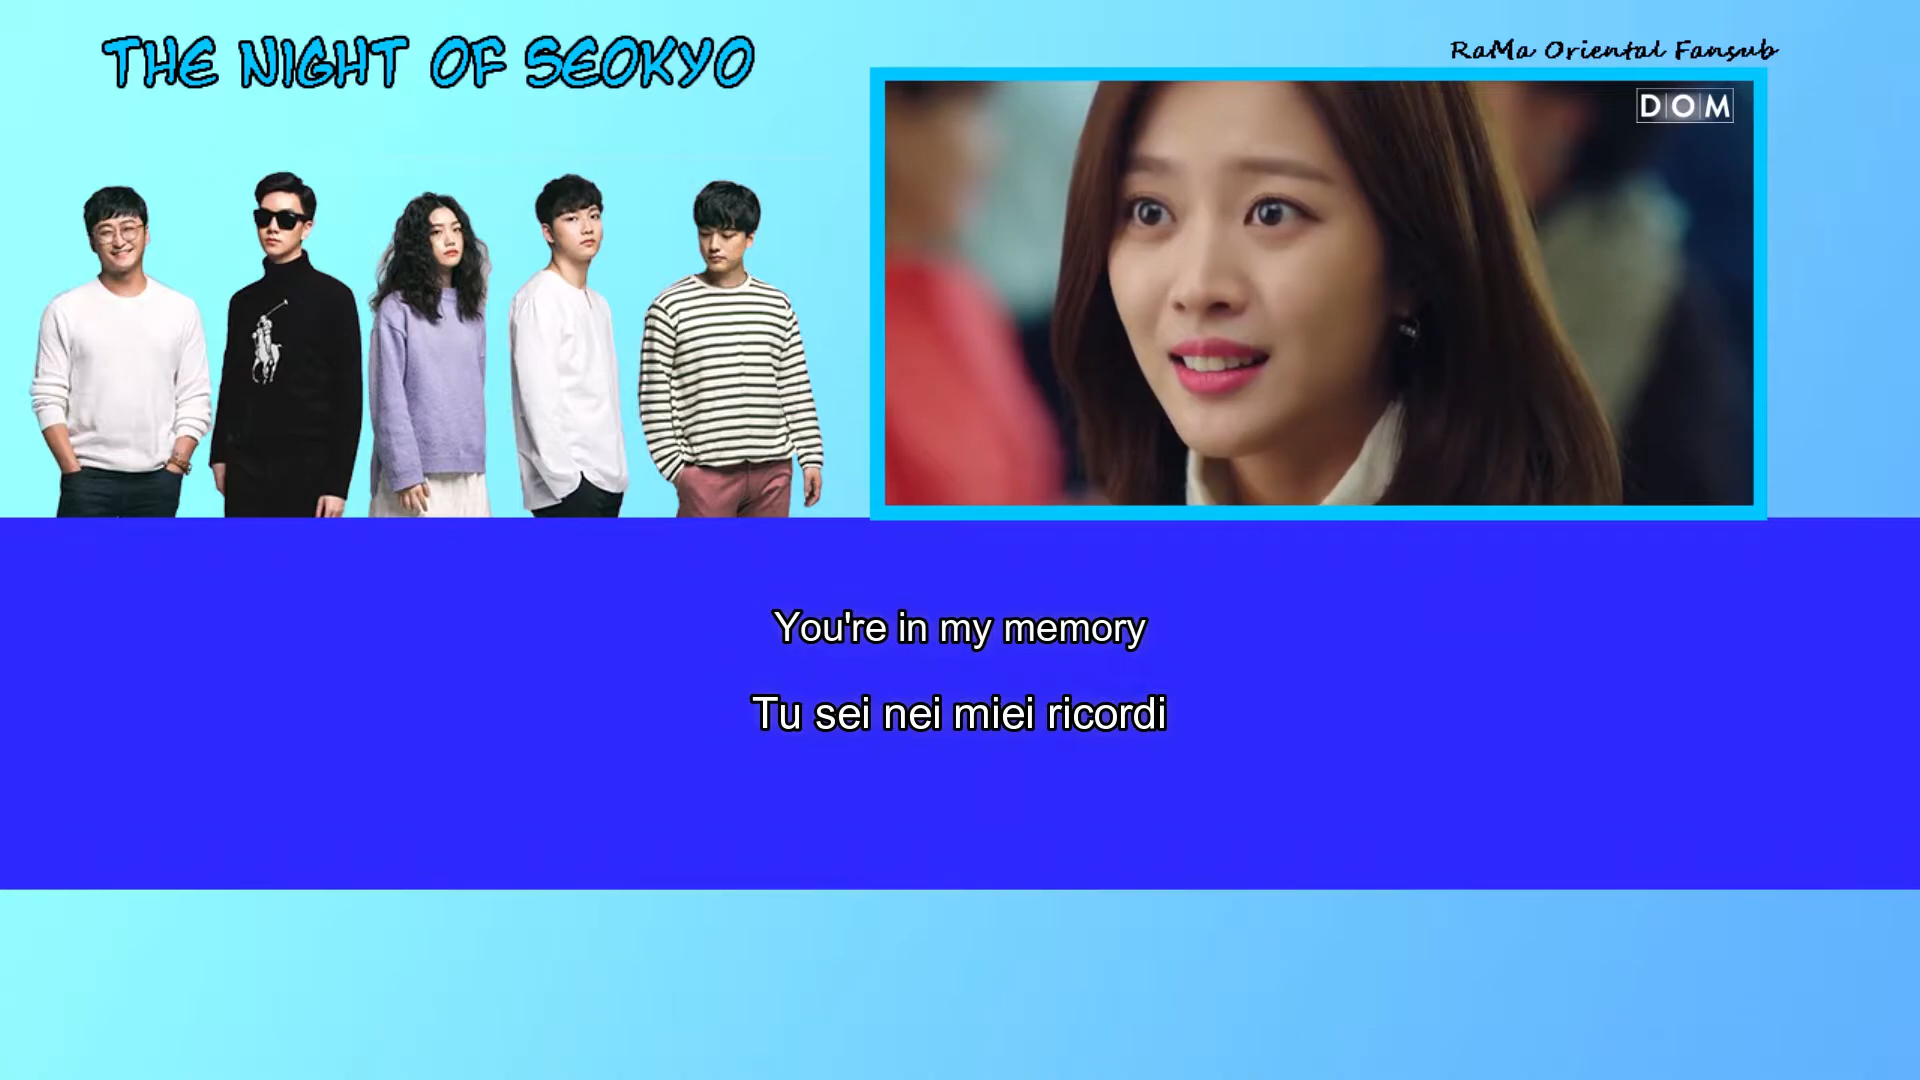 THE NIGHT OF SEOKYO
RaMa Oriental Fansub
DOM
You're in my memory
Tu sei nei miei ricordi